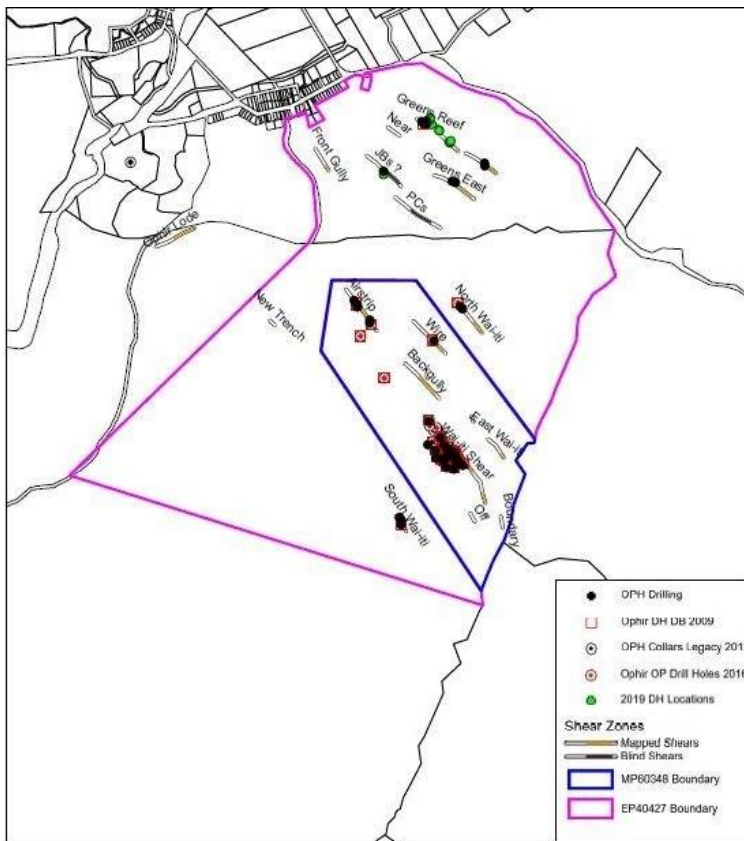 Greens Reef
Near
Front Gully
JBs ?
Greens East
PCs
Ophir Lode
New Trench
Airstrip
North Wai-iti
Wire
Backgully
East Wai-iti
Wai-iti Shear
South Wai-iti
Off
Boundary
OPH Drilling
Ophir DH DB 2009
OPH Collars Legacy 201
Ophir OP Drill Holes 2016
2019 DH Locations
Shear Zones
Mapped Shears
Blind Shears
MP60348 Boundary
EP40427 Boundary